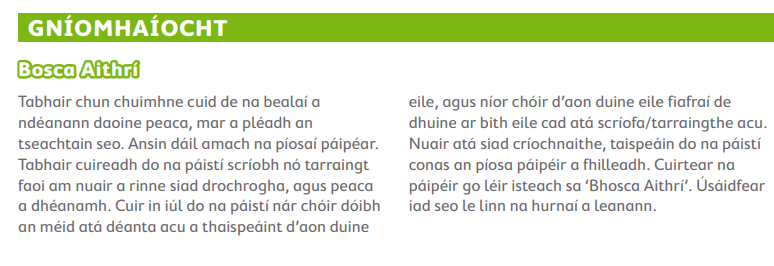 GNÍOMHAÍOCHT
Bosca Aithrí
Tabhair chun chuimhne cuid de na bealaí a
ndéanann daoine peaca, mar a pléadh an
tseachtain seo. Ansin dáil amach na píosaí páipéar.
Tabhair cuireadh do na páistí scríobh nó tarraingt
faoi am nuair a rinne siad drochrogha, agus peaca
a dhéanamh. Cuir in iúl do na páistí nár chóir dóibh
an méid atá déanta acu a thaispeáint d’aon duine
eile, agus níor chóir d’aon duine eile fiafraí de
dhuine ar bith eile cad atá scríofa/tarraingthe acu.
Nuair atá siad críochnaithe, taispeáin do na páistí
conas an píosa páipéir a fhilleadh. Cuirtear na
páipéir go léir isteach sa ‘Bhosca Aithrí’. Úsáidfear
iad seo le linn na hurnaí a leanann.